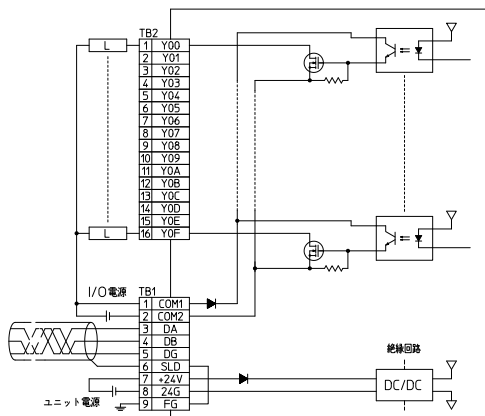 TB2
L 1 Y00
2 Y01
3 Y02
4 Y03
5 Y04
6 Y05
7 Y06
8 Y07
9 Y08
10 Y09
11 Y0A
12 Y0B
13 Y0C
14 Y0D
15 Y0E
L 16 Y0F
I/O電源 TB1
1 COM1
2 COM2
3 DA
4 DB
5 DG
6 SLD
7 +24V
8 24G
9 FG
ユニット電源
絶縁回路
DC/DC